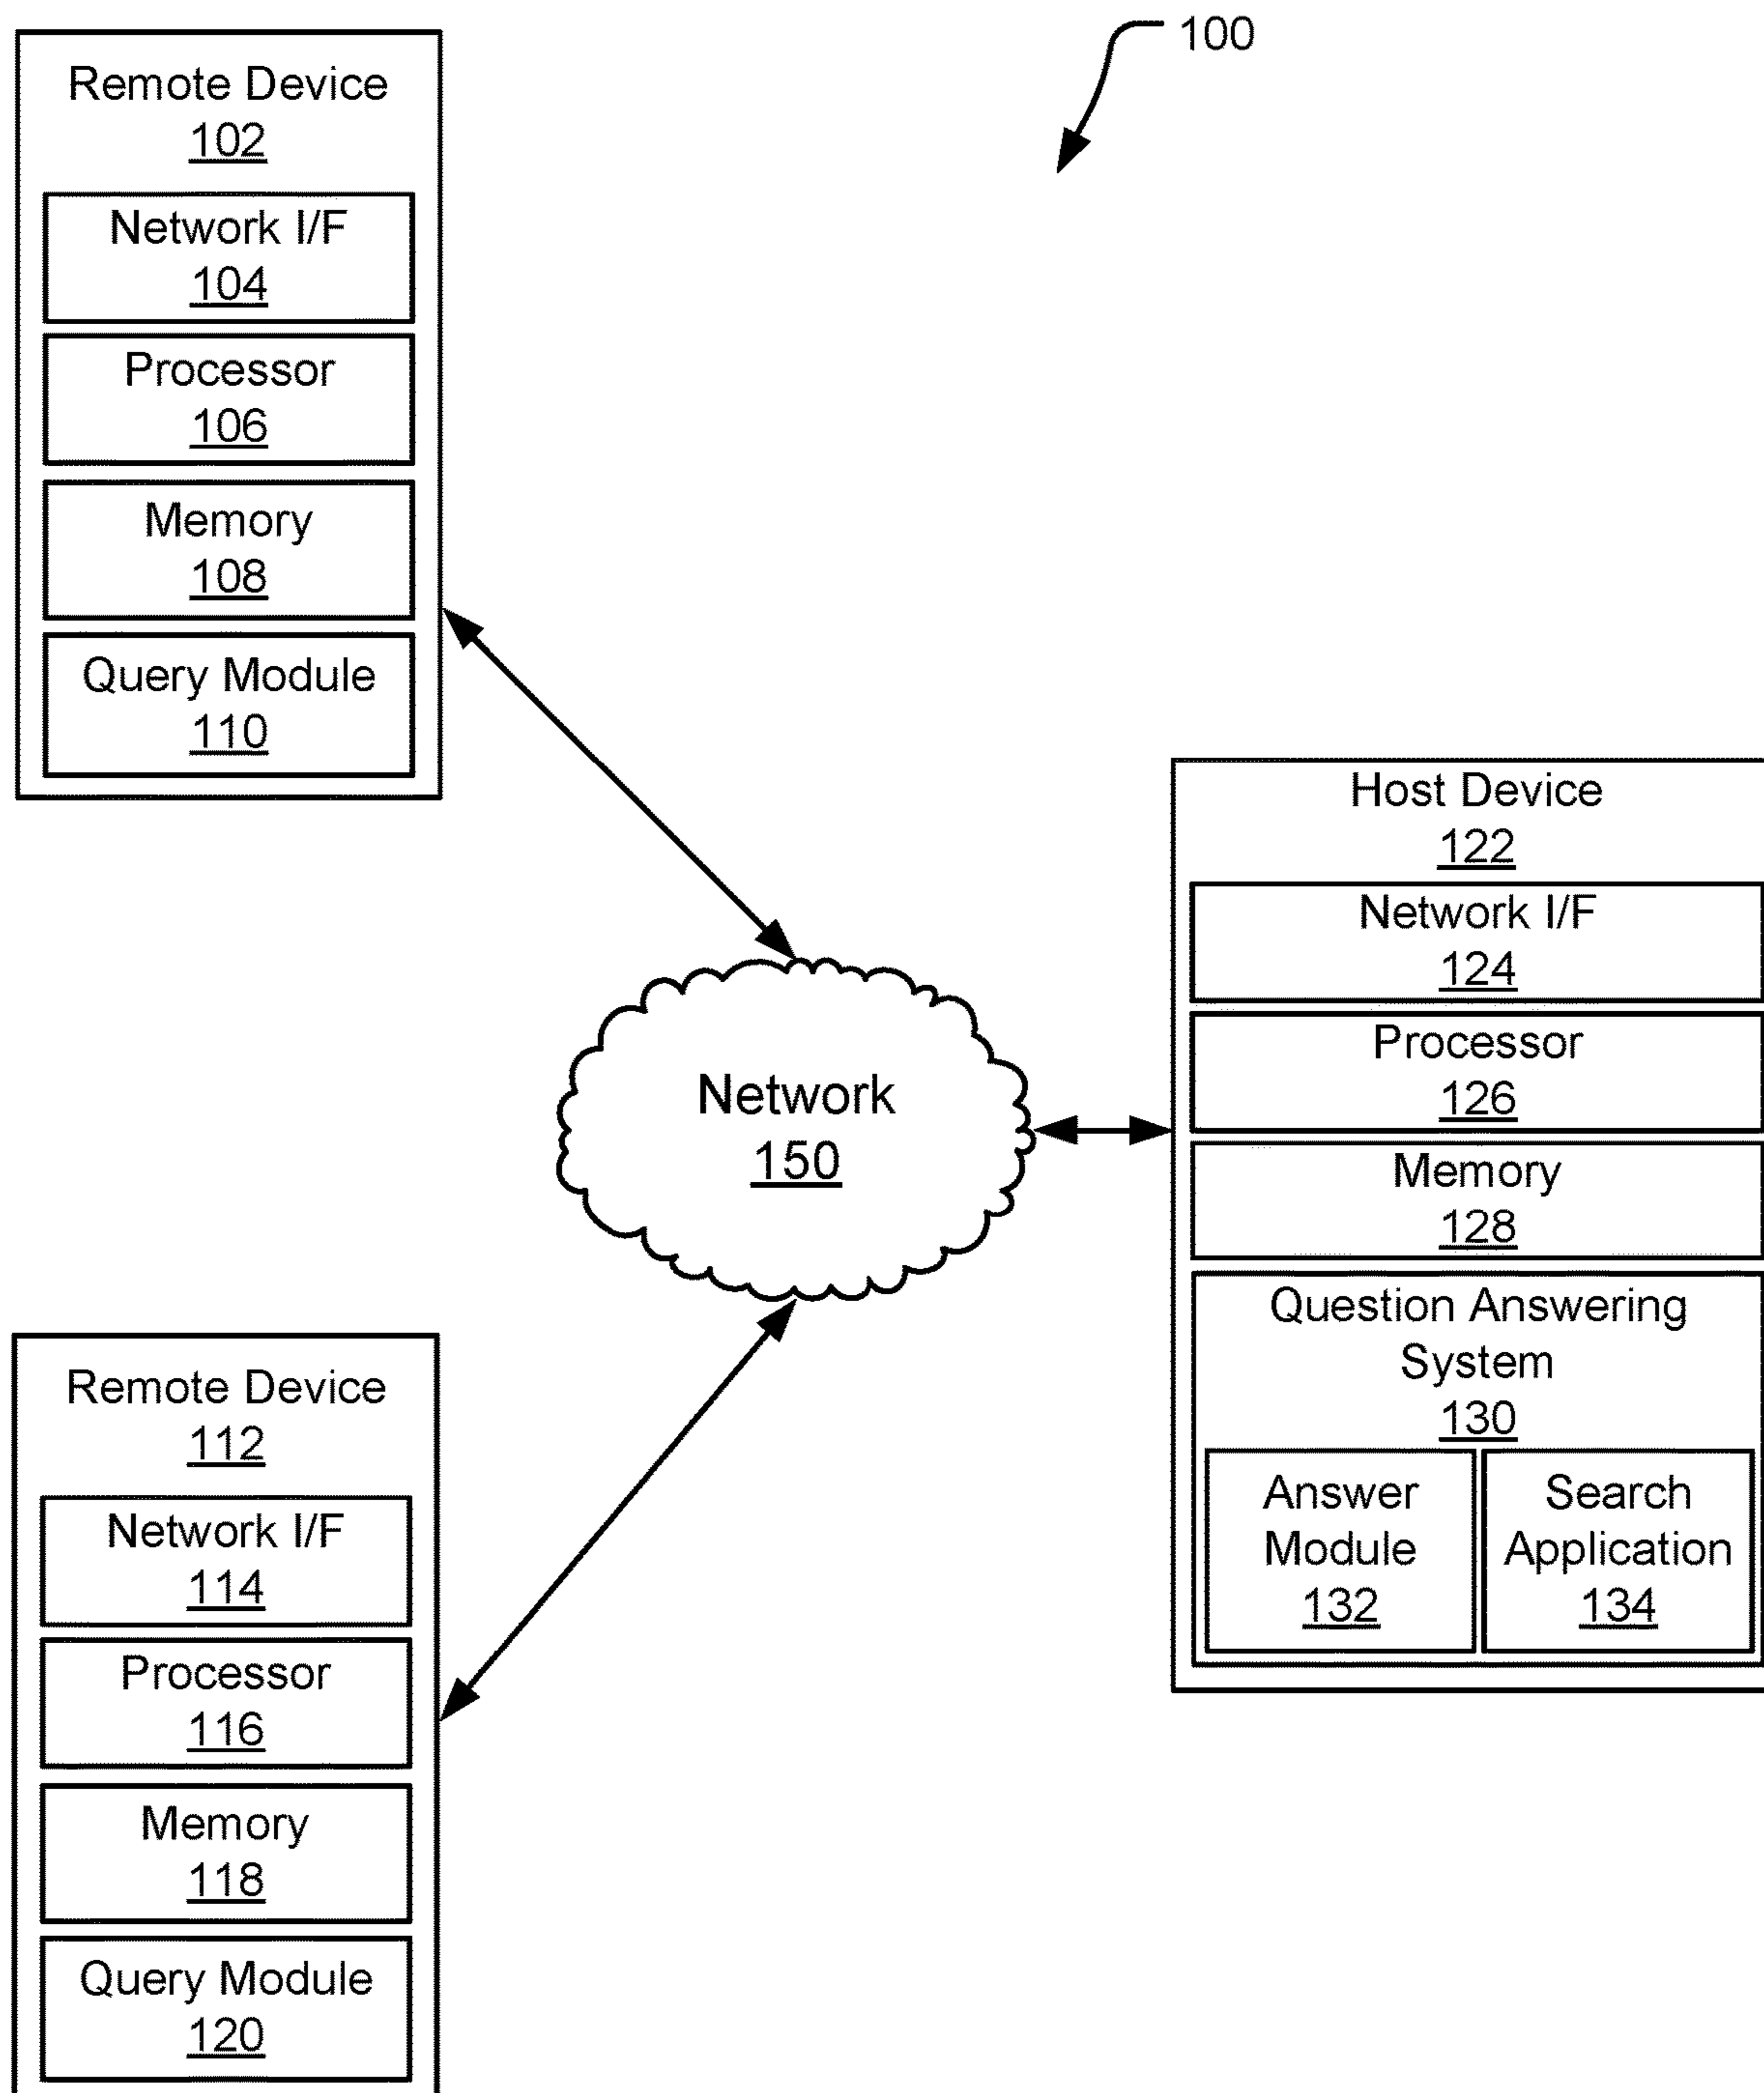 100
Remote Device
102
Network I/F
104
Processor
106
Memory
108
Query Module
110
Host Device
122
Network I/F
124
Processor
126
Memory
128
Question Answering
System
130
Answer
Module
132
Search
Application
134
Network
150
Remote Device
112
Network I/F
114
Processor
116
Memory
118
Query Module
120